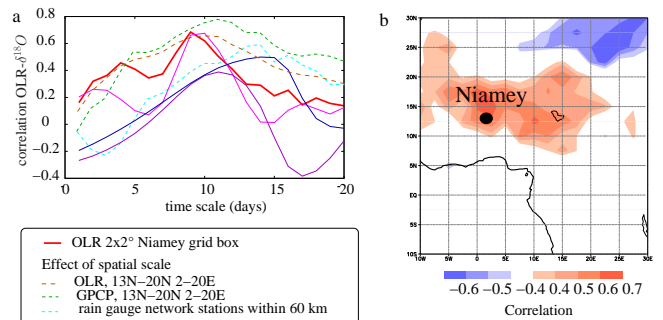 a
correlation OLR-δ18O
0.8
0.6
0.4
0.2
0
−0.2
−0.4
0 5 10 15 20
time scale (days)
OLR 2x2° Niamey grid box
Effect of spatial scale
OLR, 13N−20N 2−20E
GPCP, 13N−20N 2−20E
rain gauge network stations within 60 km
b
30N
25N
20N
15N
10N
5N
EQ
5S
10S
10W 5W 0 5E 10E 15E 20E 25E 30E
Niamey
−0.6 −0.5 −0.4 0.4 0.5 0.6 0.7
Correlation